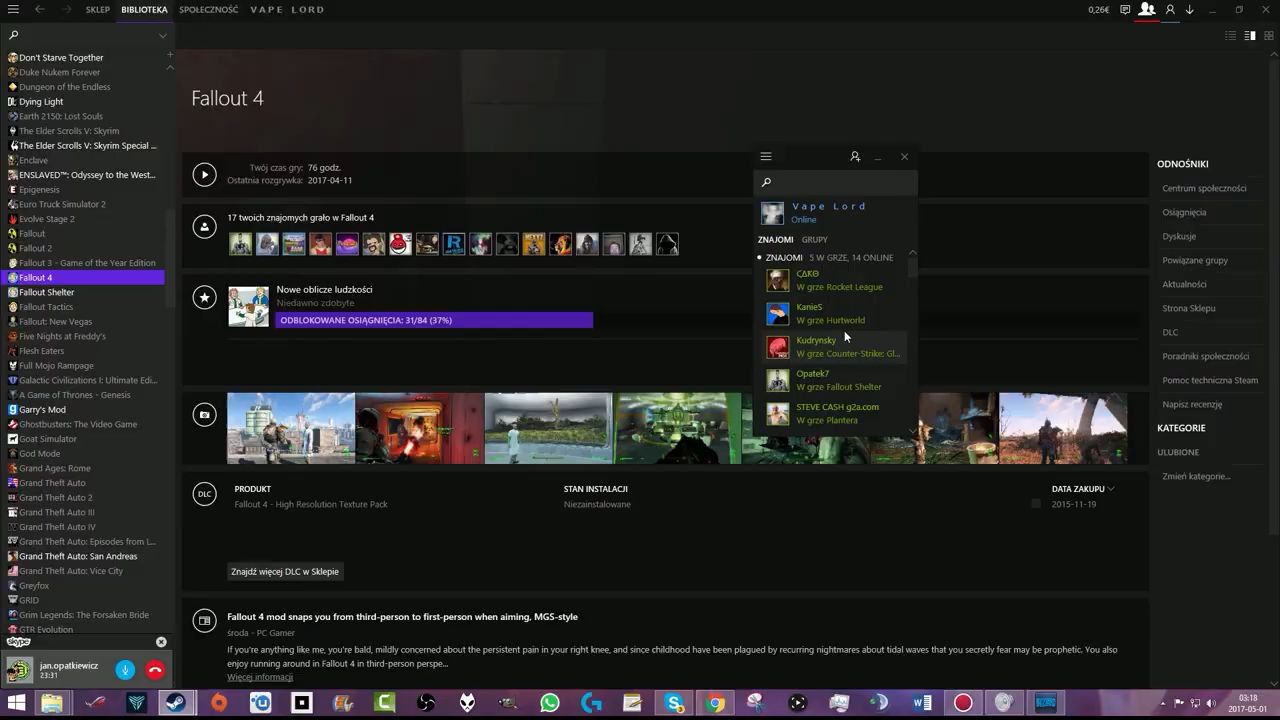 SKLEP BIBLIOTEKA SPOŁECZNOŚĆ VAPE LORD 0,26€
Don't Starve Together
Duke Nukem Forever
Dungeon of the Endless
Dying Light
Earth 2150: Lost Souls
The Elder Scrolls V: Skyrim
The Elder Scrolls V: Skyrim Special ...
Enclave
ENSLAVED™: Odyssey to the West...
Epigenesis
Euro Truck Simulator 2
Evolve Stage 2
Fallout
Fallout 2
Fallout 3 - Game of the Year Edition
Fallout 4
Fallout Shelter
Fallout Tactics
Fallout: New Vegas
Five Nights at Freddy's
Flesh Eaters
Full Mojo Rampage
Galactic Civilizations I: Ultimate Edi...
A Game of Thrones - Genesis
Garry's Mod
Ghostbusters: The Video Game
Goat Simulator
God Mode
Grand Ages: Rome
Grand Theft Auto
Grand Theft Auto 2
Grand Theft Auto III
Grand Theft Auto IV
Grand Theft Auto: Episodes from L...
Grand Theft Auto: San Andreas
Grand Theft Auto: Vice City
Greyfox
GRID
Grim Legends: The Forsaken Bride
GTR Evolution
skype
jan.opatkiewicz
23:31
Fallout 4
Twój czas gry: 76 godz.
Ostatnia rozgrywka: 2017-04-11
17 twoich znajomych grało w Fallout 4
Nowe oblicze ludzkości
Niedawno zdobyte
ODBLOKOWANE OSIĄGNIĘCIA: 31/84 (37%)
DLC
PRODUKT STAN INSTALACJI DATA ZAKUPU
Fallout 4 - High Resolution Texture Pack Niezainstalowane 2015-11-19
Znajdź więcej DLC w Sklepie
Fallout 4 mod snaps you from third-person to first-person when aiming, MGS-style
środa - PC Gamer
If you're anything like me, you're bald, mildly concerned about the persistent pain in your right knee, and since childhood have been plagued by recurring nightmares about tidal waves that you secretly fear may be prophetic. You also
enjoy running around in Fallout 4 in third-person perspe...
Więcej informacji
Vape Lord
Online
ZNAJOMI GRUPY
ZNAJOMI 5 W GRZE, 14 ONLINE
W grze Rocket League
KanieS
W grze Hurtworld
Kudrynsky
W grze Counter-Strike: Gl...
Opatek7
W grze Fallout Shelter
STEVE CASH g2a.com
W grze Plantera
ODNOŚNIKI
Centrum społeczności
Osiągnięcia
Dyskusje
Powiązane grupy
Aktualności
Strona Sklepu
DLC
Poradniki społeczności
Pomoc techniczna Steam
Napisz recenzję
KATEGORIE
ULUBIONE
Zmień kategorie...
03:18
2017-05-01